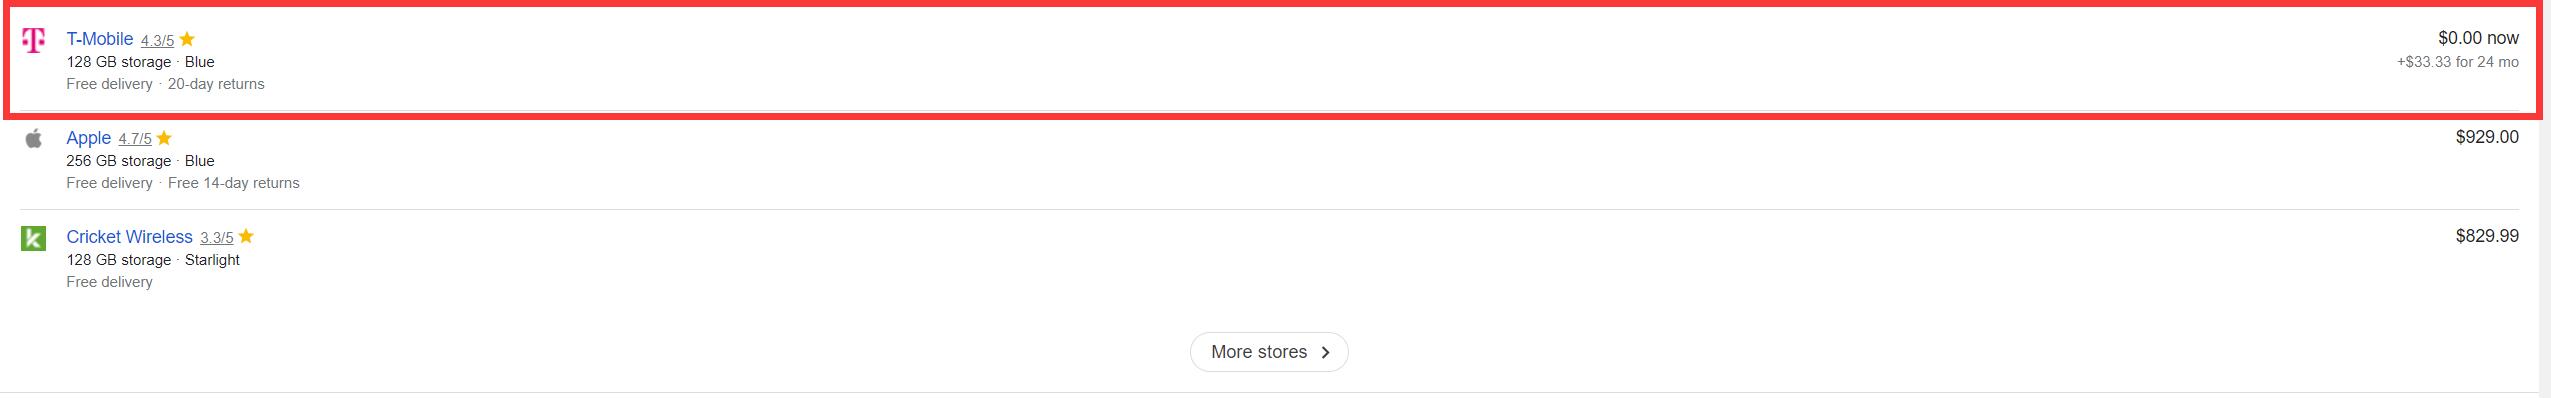 T-Mobile 4.3/5
$0.00 now
128 GB storage · Blue
+$33.33 for 24 mo
Free delivery · 20-day returns
Apple 4.7/5
$929.00
256 GB storage · Blue
Free delivery · Free 14-day returns
Cricket Wireless 3.3/5
$829.99
128 GB storage · Starlight
Free delivery
More stores